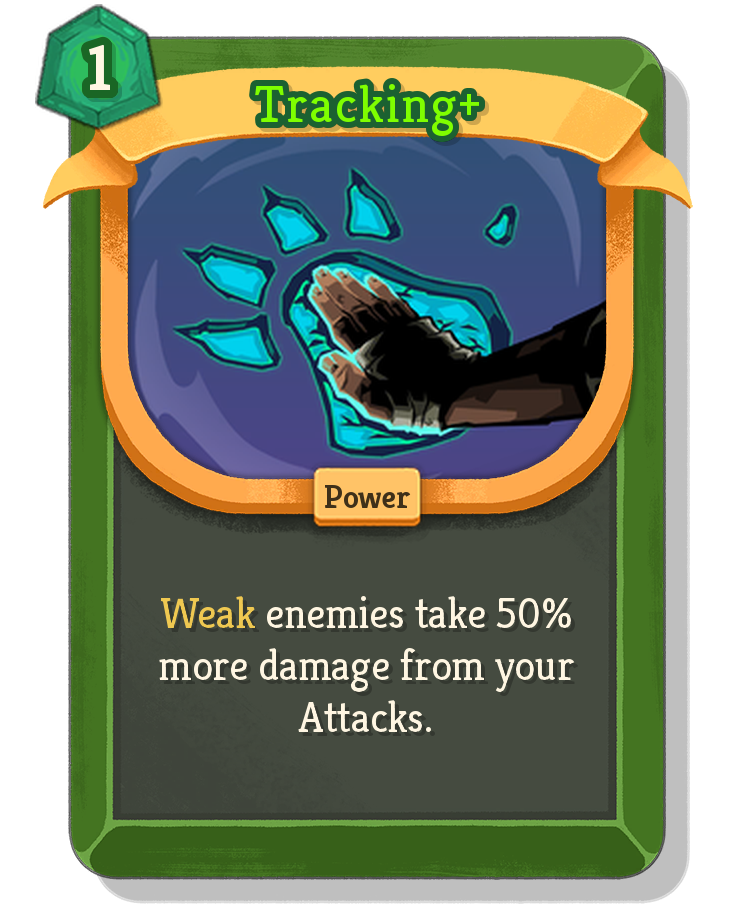 1
Tracking+
Power
Weak enemies take 50%
more damage from your
Attacks.